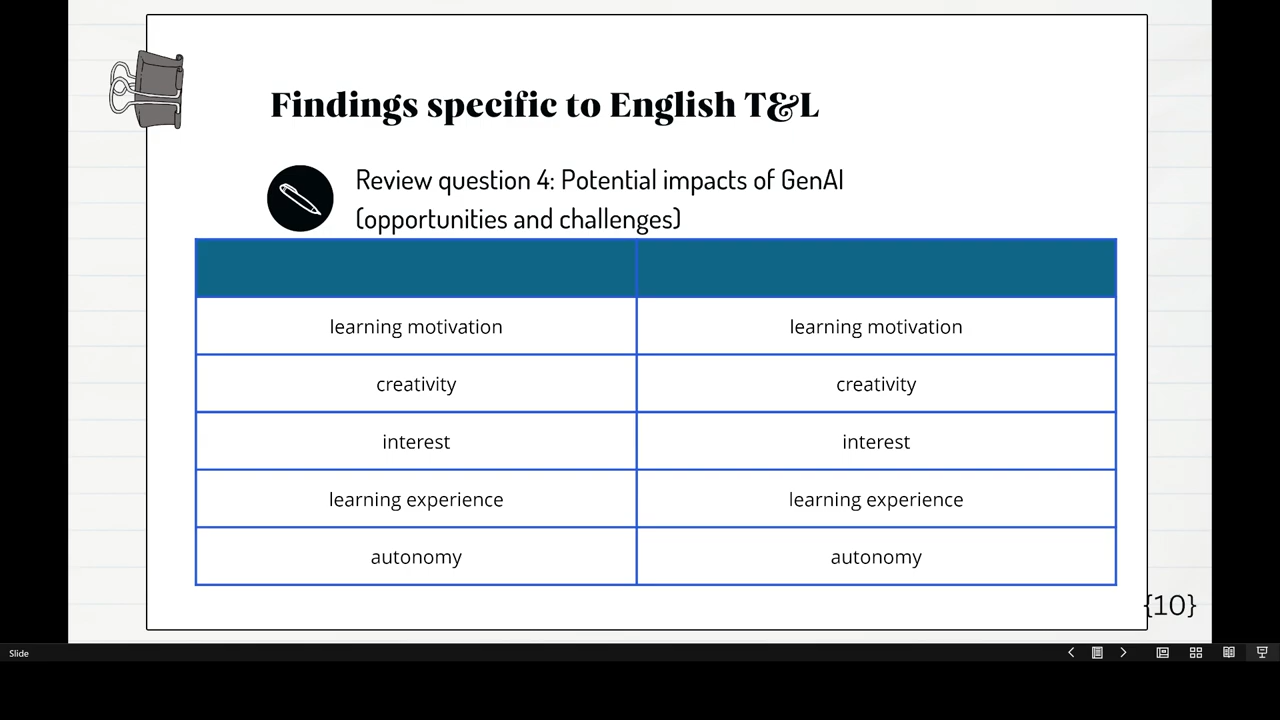 Findings specific to English T&L
Review question 4: Potential impacts of GenAI
(opportunities and challenges)
learning motivation learning motivation
creativity creativity
interest interest
learning experience learning experience
autonomy autonomy
{10}
Slide